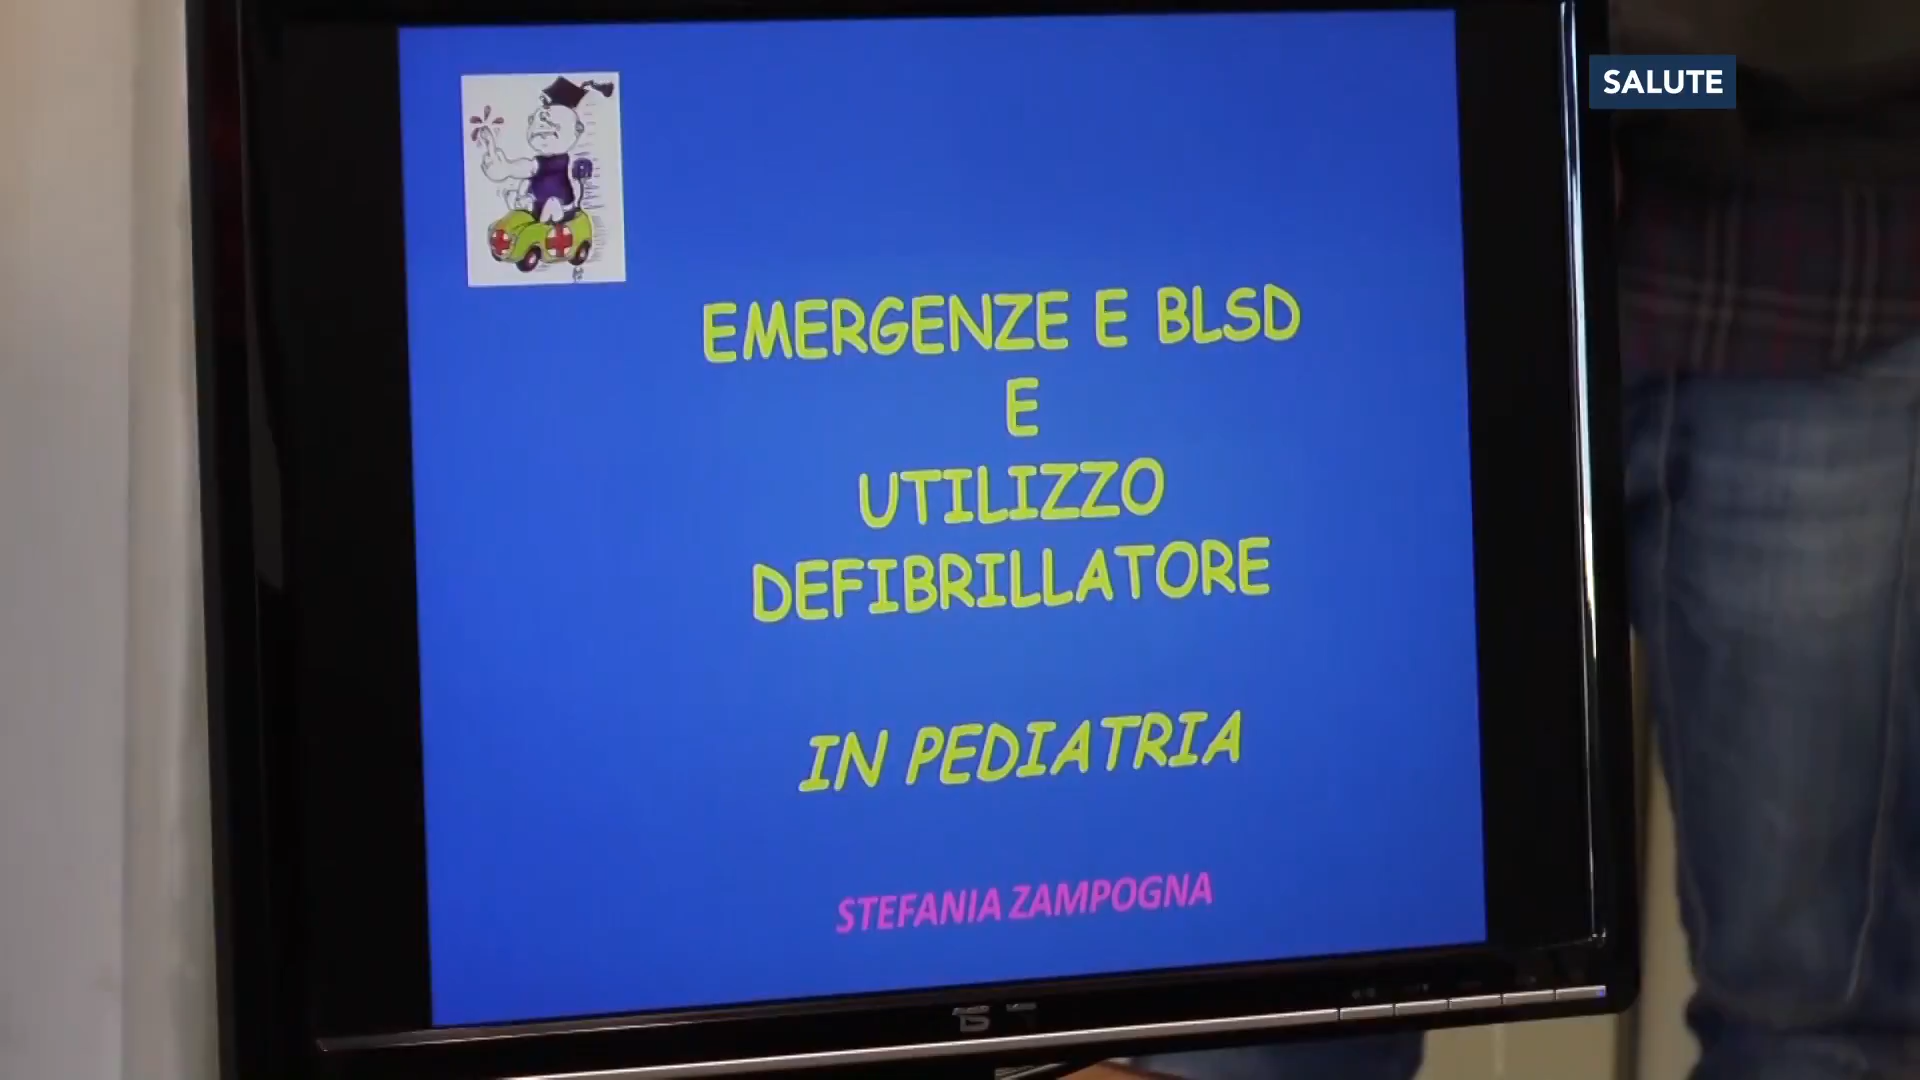 SALUTE
EMERGENZE E BLSD
E
UTILIZZO
DEFIBRILLATORE
IN PEDIATRIA
STEFANIA ZAMPOGNA